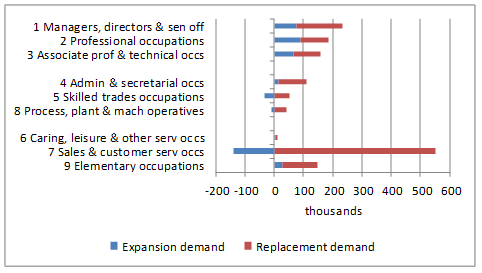 1 Managers, directors & sen off
2 Professional occupations
3 Associate prof & technical occs
4 Admin & secretarial occs
5 Skilled trades occupations
8 Process, plant & mach operatives
6 Caring, leisure & other serv occs
7 Sales & customer serv occs
9 Elementary occupations
-200 -100 0 100 200 300 400 500 600
thousands
Expansion demand Replacement demand